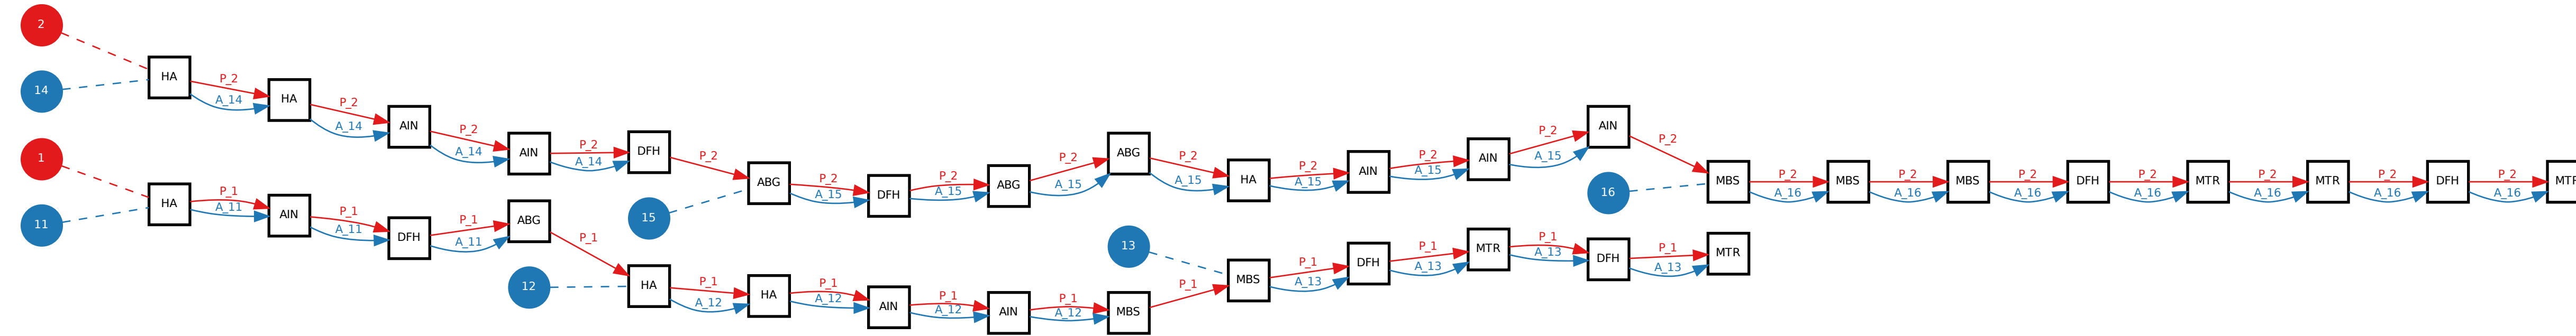 2
14
HA
P_2
A_14
HA
P_2
A_14
AIN
P_2
A_14
AIN
P_2
A_14
DFH
P_2
15
ABG
P_2
A_15
DFH
P_2
A_15
ABG
P_2
A_15
ABG
P_2
A_15
HA
P_2
A_15
AIN
P_2
A_15
AIN
P_2
A_15
AIN
P_2
16
MBS
P_2
A_16
MBS
P_2
A_16
MBS
P_2
A_16
DFH
P_2
A_16
MTR
P_2
A_16
MTR
P_2
A_16
DFH
P_2
A_16
MTR
1
11
HA
P_1
A_11
AIN
P_1
A_11
DFH
P_1
A_11
ABG
P_1
12
HA
P_1
A_12
HA
P_1
A_12
AIN
P_1
A_12
AIN
P_1
A_12
MBS
P_1
13
MBS
P_1
A_13
DFH
P_1
A_13
MTR
P_1
A_13
DFH
P_1
A_13
MTR